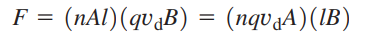 F = (nAl)(qv_dB) = (nqv_dA)(lB)